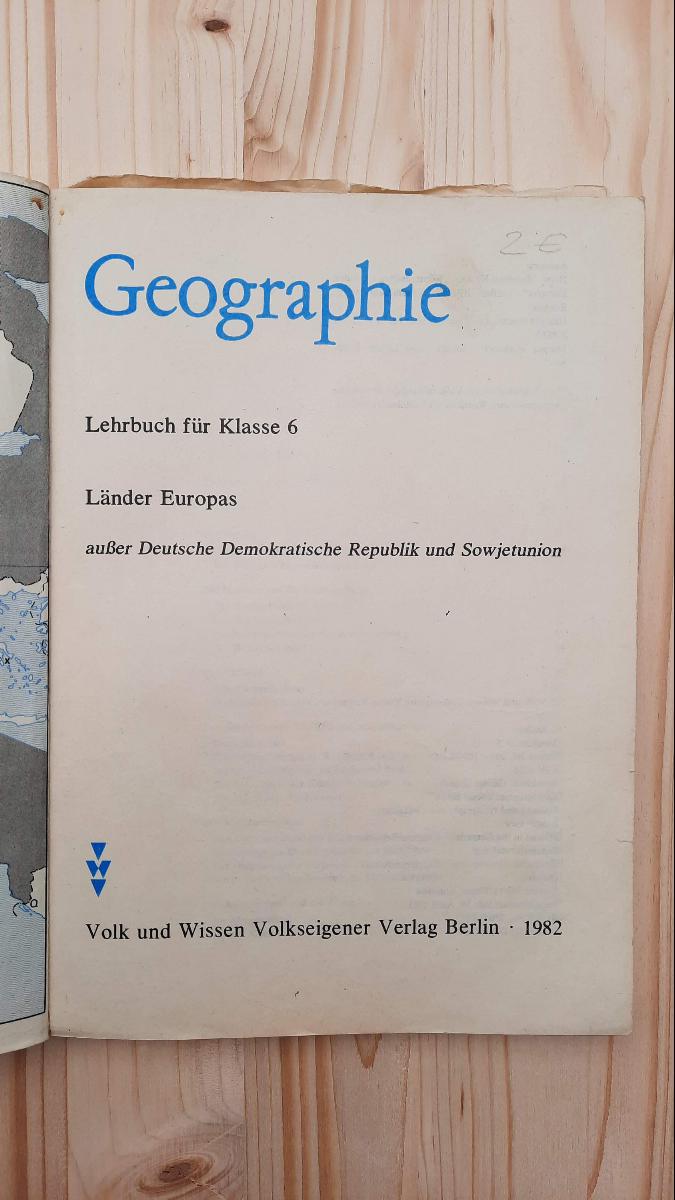 2 €
Geographie
Lehrbuch für Klasse 6
Länder Europas
außer Deutsche Demokratische Republik und Sowjetunion
Volk und Wissen Volkseigener Verlag Berlin · 1982